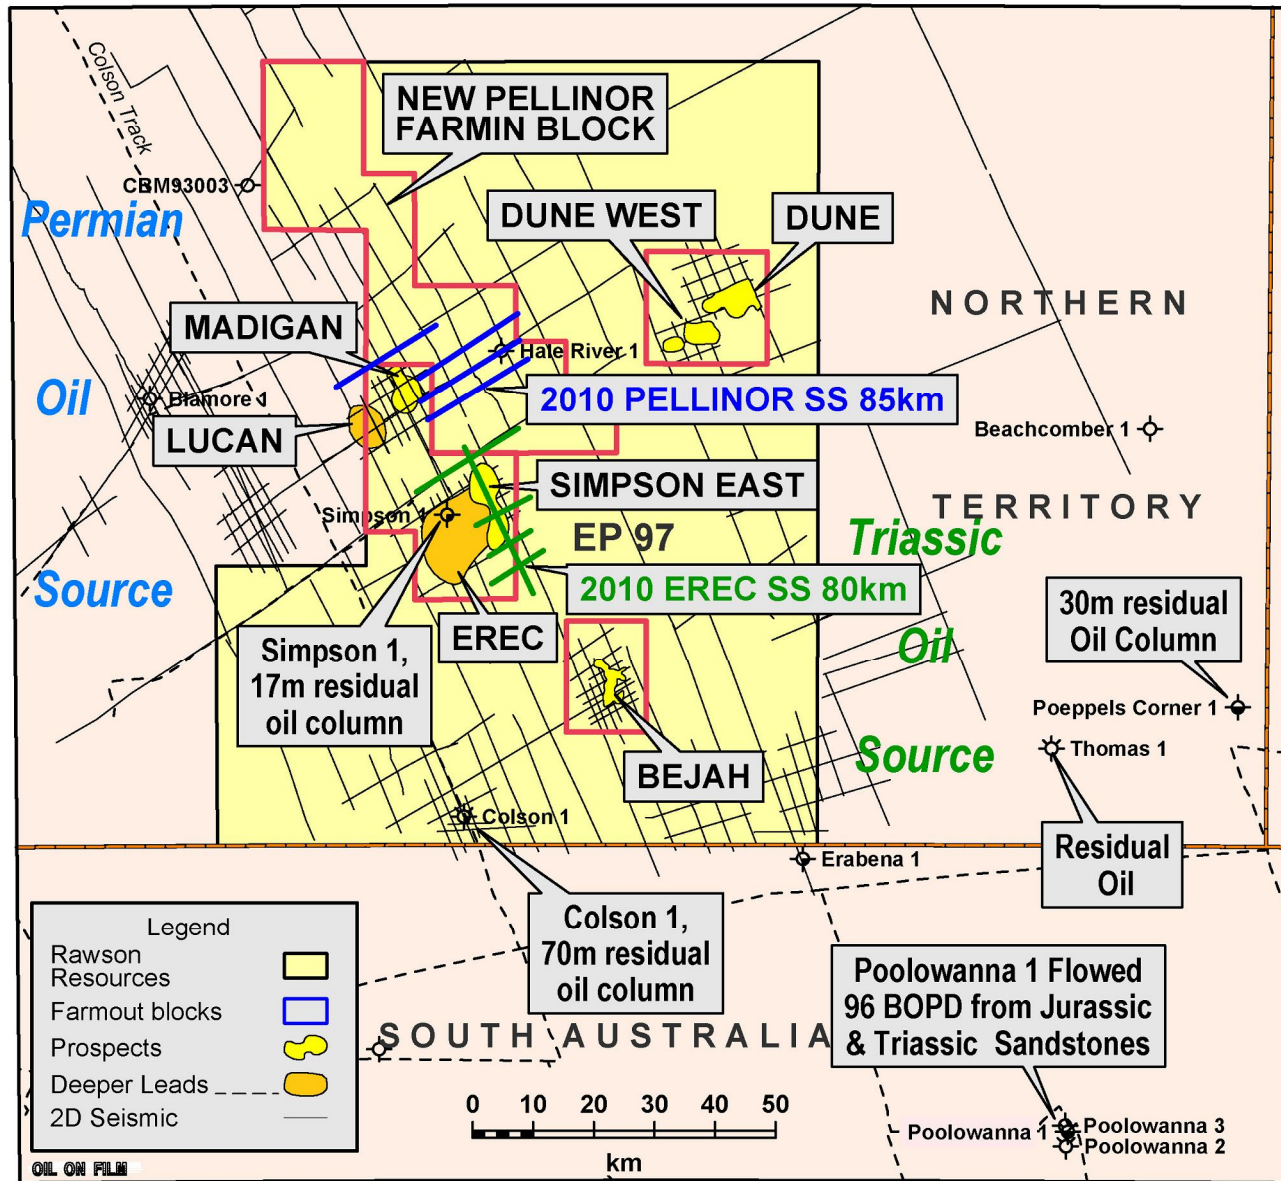 Colson Track
NEW PELLINOR
FARMIN BLOCK
CBM93003
Permian
DUNE WEST
DUNE
NORTHERN
MADIGAN
Hale River 1
Oil
Blamore 1
2010 PELLINOR SS 85km
LUCAN
Beachcomber 1
SIMPSON EAST
TERRITORY
Simpson 1
EP 97
Triassic
Source
2010 EREC SS 80km
30m residual
Oil Column
EREC
Simpson 1,
17m residual
oil column
Oil
Poeppels Corner 1
Source
Thomas 1
BEJAH
Colson 1
Residual
Oil
Erabena 1
Colson 1,
70m residual
oil column
Poolowanna 1 Flowed
96 BOPD from Jurassic
& Triassic Sandstones
SOUTH AUSTRALIA
Legend
Rawson
Resources
Farmout blocks
Prospects
Deeper Leads
2D Seismic
0 10 20 30 40 50
km
Poolowanna 3
Poolowanna 1
Poolowanna 2
OIL ON FILM